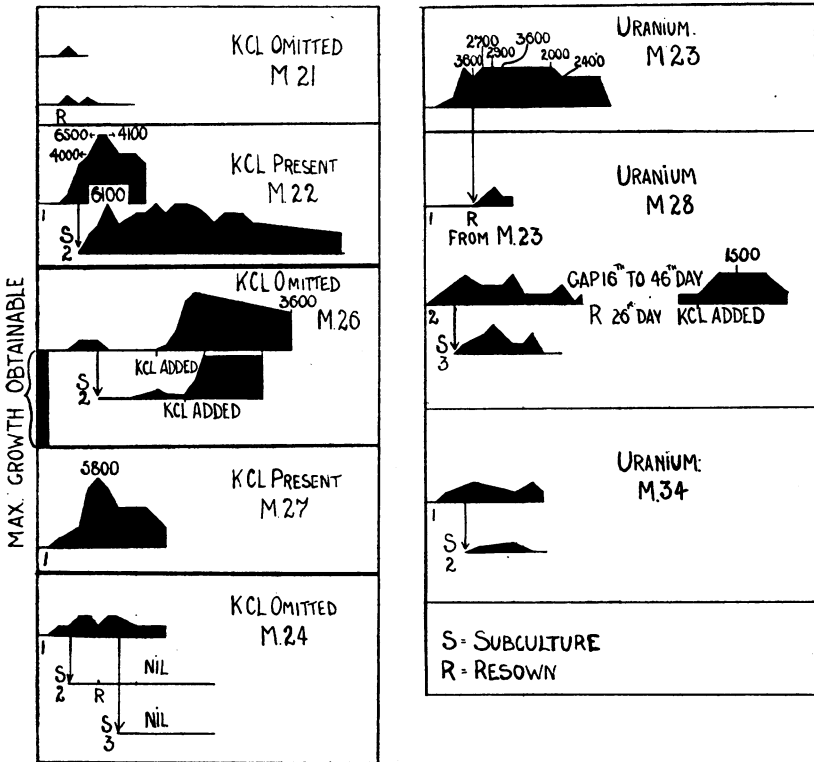 MAX. GROWTH OBTAINABLE
KCL OMITTED
M 21
R
6500 4100
4000
KCL PRESENT
M.22
6100
1
S
2
KCL OMITTED
3600
M.26
KCL ADDED
S
2
KCL ADDED
5800
KCL PRESENT
M.27
1
KCL OMITTED
M.24
1
S
2
NIL
R
S
3
NIL
URANIUM.
M 23
2700 3600
3800 2900 2000 2400
URANIUM
M 28
1 R
FROM M.23
1500
GAP 16TH TO 46TH DAY
2 R 26TH DAY KCL ADDED
S
3
URANIUM:
M.34
1
S
2
S = SUBCULTURE
R = RESOWN